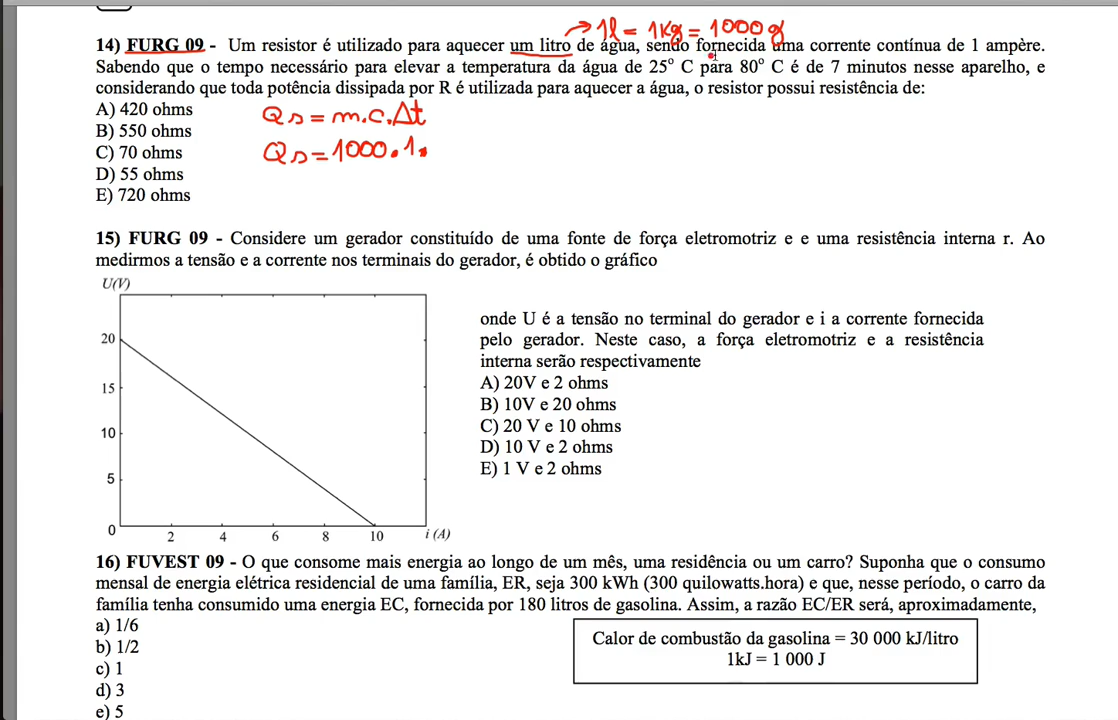 → 1l = 1Kg = 1000 g
14) FURG 09 - Um resistor é utilizado para aquecer um litro de água, sendo fornecida uma corrente contínua de 1 ampère.
Sabendo que o tempo necessário para elevar a temperatura da água de 25º C para 80º C é de 7 minutos nesse aparelho, e
considerando que toda potência dissipada por R é utilizada para aquecer a água, o resistor possui resistência de:
A) 420 ohms
B) 550 ohms
C) 70 ohms
D) 55 ohms
E) 720 ohms
Qs = m.c.Δt
Qs = 1000.1.
15) FURG 09 - Considere um gerador constituído de uma fonte de força eletromotriz e e uma resistência interna r. Ao
medirmos a tensão e a corrente nos terminais do gerador, é obtido o gráfico
U(V)
20
15
10
5
0
2 4 6 8 10 i (A)
onde U é a tensão no terminal do gerador e i a corrente fornecida
pelo gerador. Neste caso, a força eletromotriz e a resistência
interna serão respectivamente
A) 20V e 2 ohms
B) 10V e 20 ohms
C) 20 V e 10 ohms
D) 10 V e 2 ohms
E) 1 V e 2 ohms
16) FUVEST 09 - O que consome mais energia ao longo de um mês, uma residência ou um carro? Suponha que o consumo
mensal de energia elétrica residencial de uma família, ER, seja 300 kWh (300 quilowatts.hora) e que, nesse período, o carro da
família tenha consumido uma energia EC, fornecida por 180 litros de gasolina. Assim, a razão EC/ER será, aproximadamente,
a) 1/6
b) 1/2
c) 1
d) 3
e) 5
Calor de combustão da gasolina = 30 000 kJ/litro
1kJ = 1 000 J